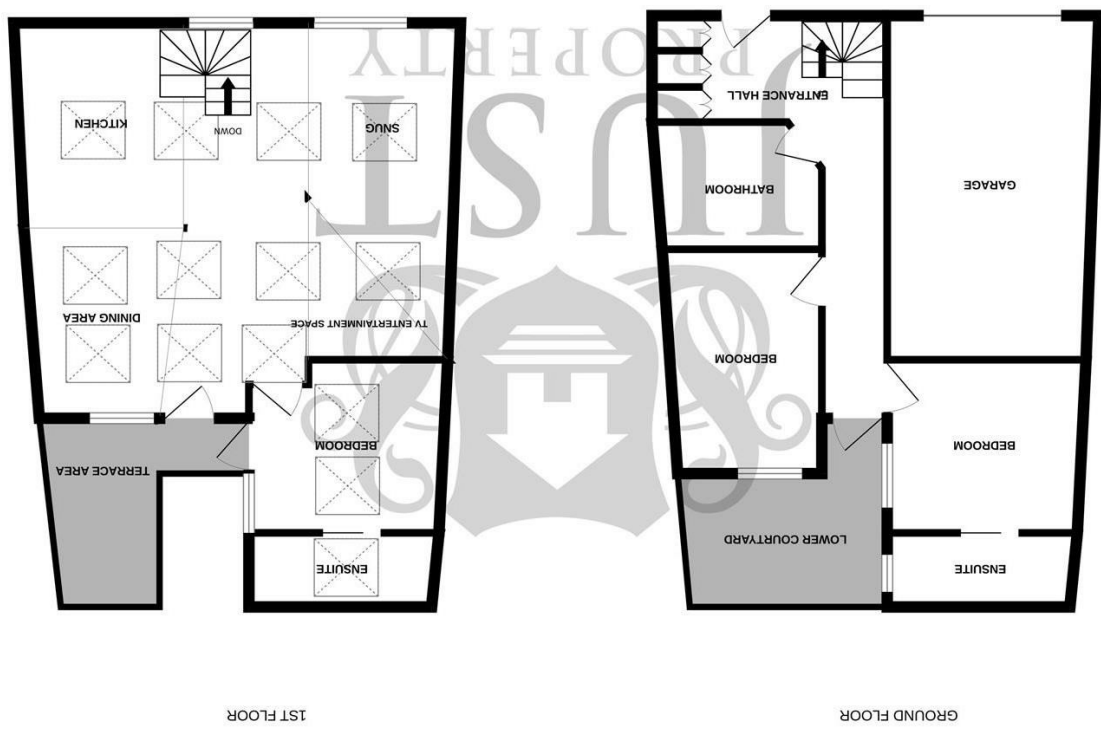 GROUND FLOOR
ENSUITE
LOWER COURTYARD
BEDROOM
BEDROOM
BATHROOM
GARAGE
ENTRANCE HALL
1ST FLOOR
ENSUITE
TERRACE AREA
BEDROOM
TV ENTERTAINMENT SPACE
DINING AREA
DOWN
SNUG
KITCHEN
JUST
PROPERTY